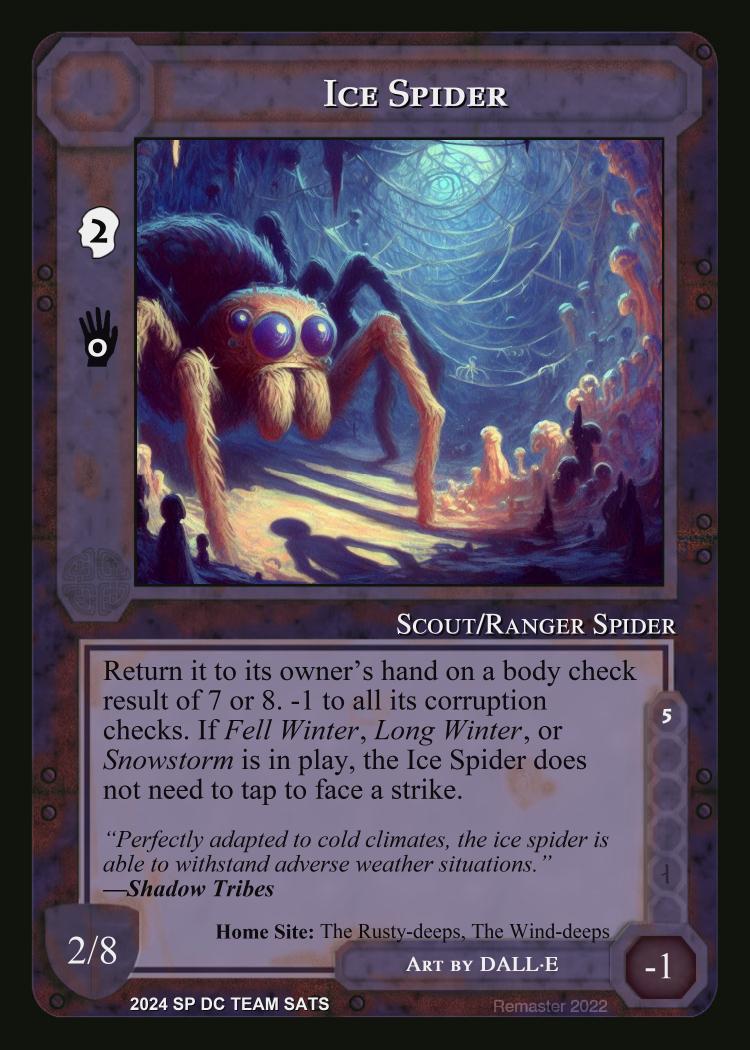 Ice Spider
2
0
Scout/Ranger Spider
Return it to its owner's hand on a body check
result of 7 or 8. -1 to all its corruption
checks. If Fell Winter, Long Winter, or
Snowstorm is in play, the Ice Spider does
not need to tap to face a strike.
5
“Perfectly adapted to cold climates, the ice spider is
able to withstand adverse weather situations.”
—Shadow Tribes
Home Site: The Rusty-deeps, The Wind-deeps
2/8
Art by DALL·E
-1
2024 SP DC TEAM SATS
Remaster 2022